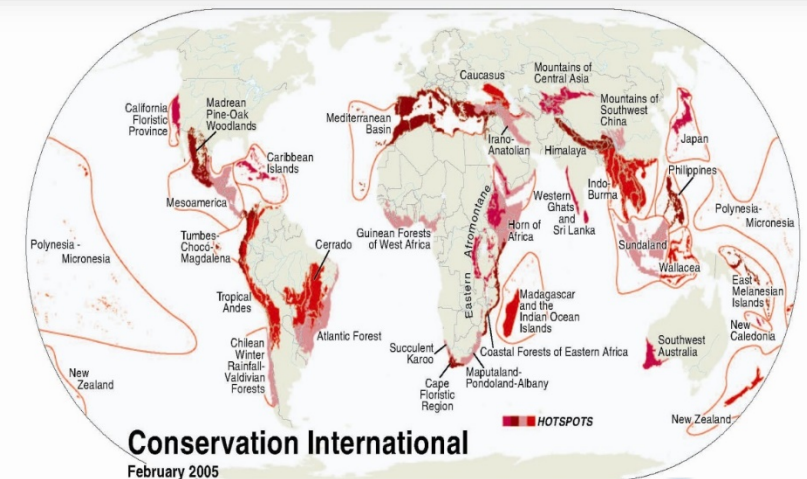 California
Floristic
Province
Madrean
Pine-Oak
Woodlands
Caribbean
Islands
Mesoamerica
Polynesia -
Micronesia
Tumbes-
Chocó-
Magdalena
Cerrado
Tropical
Andes
Atlantic Forest
Chilean
Winter
Rainfall-
Valdivian
Forests
New
Zealand
Mediterranean
Basin
Caucasus
Irano-
Anatolian
Mountains of
Central Asia
Mountains of
Southwest
China
Himalaya
Japan
Philippines
Indo-
Burma
Western
Ghats
and
Sri Lanka
Polynesia-
Micronesia
Guinean Forests
of West Africa
Eastern Afromontane
Horn of
Africa
Sundaland
Wallacea
East
Melanesian
Islands
Madagascar
and the
Indian Ocean
Islands
New
Caledonia
Succulent
Karoo
Coastal Forests of Eastern Africa
Southwest
Australia
Cape
Floristic
Region
Maputaland-
Pondoland-Albany
New Zealand
HOTSPOTS
Conservation International
February 2005